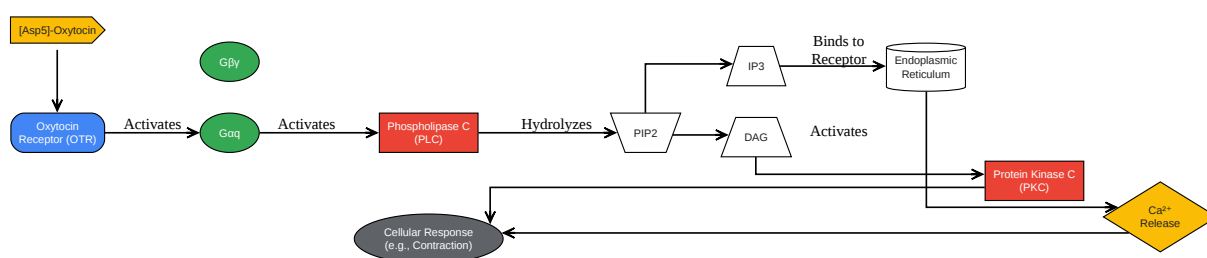 [Asp5]-Oxytocin
Gβγ
Oxytocin
Receptor (OTR)
Activates
Gαq
Activates
Phospholipase C
(PLC)
Hydrolyzes
PIP2
IP3
Binds to
Receptor
Endoplasmic
Reticulum
DAG
Activates
Protein Kinase C
(PKC)
Ca²⁺
Release
Cellular Response
(e.g., Contraction)